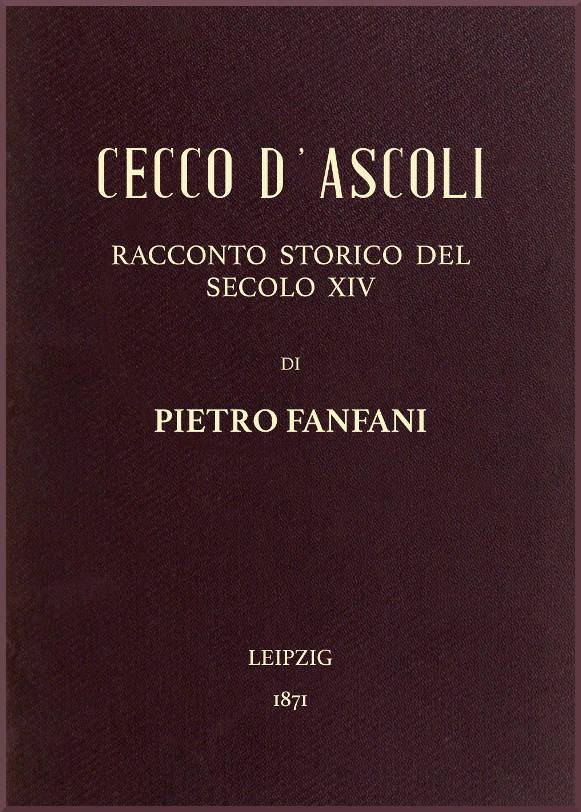 CECCO D'ASCOLI
RACCONTO STORICO DEL
SECOLO XIV
DI
PIETRO FANFANI
LEIPZIG
1871